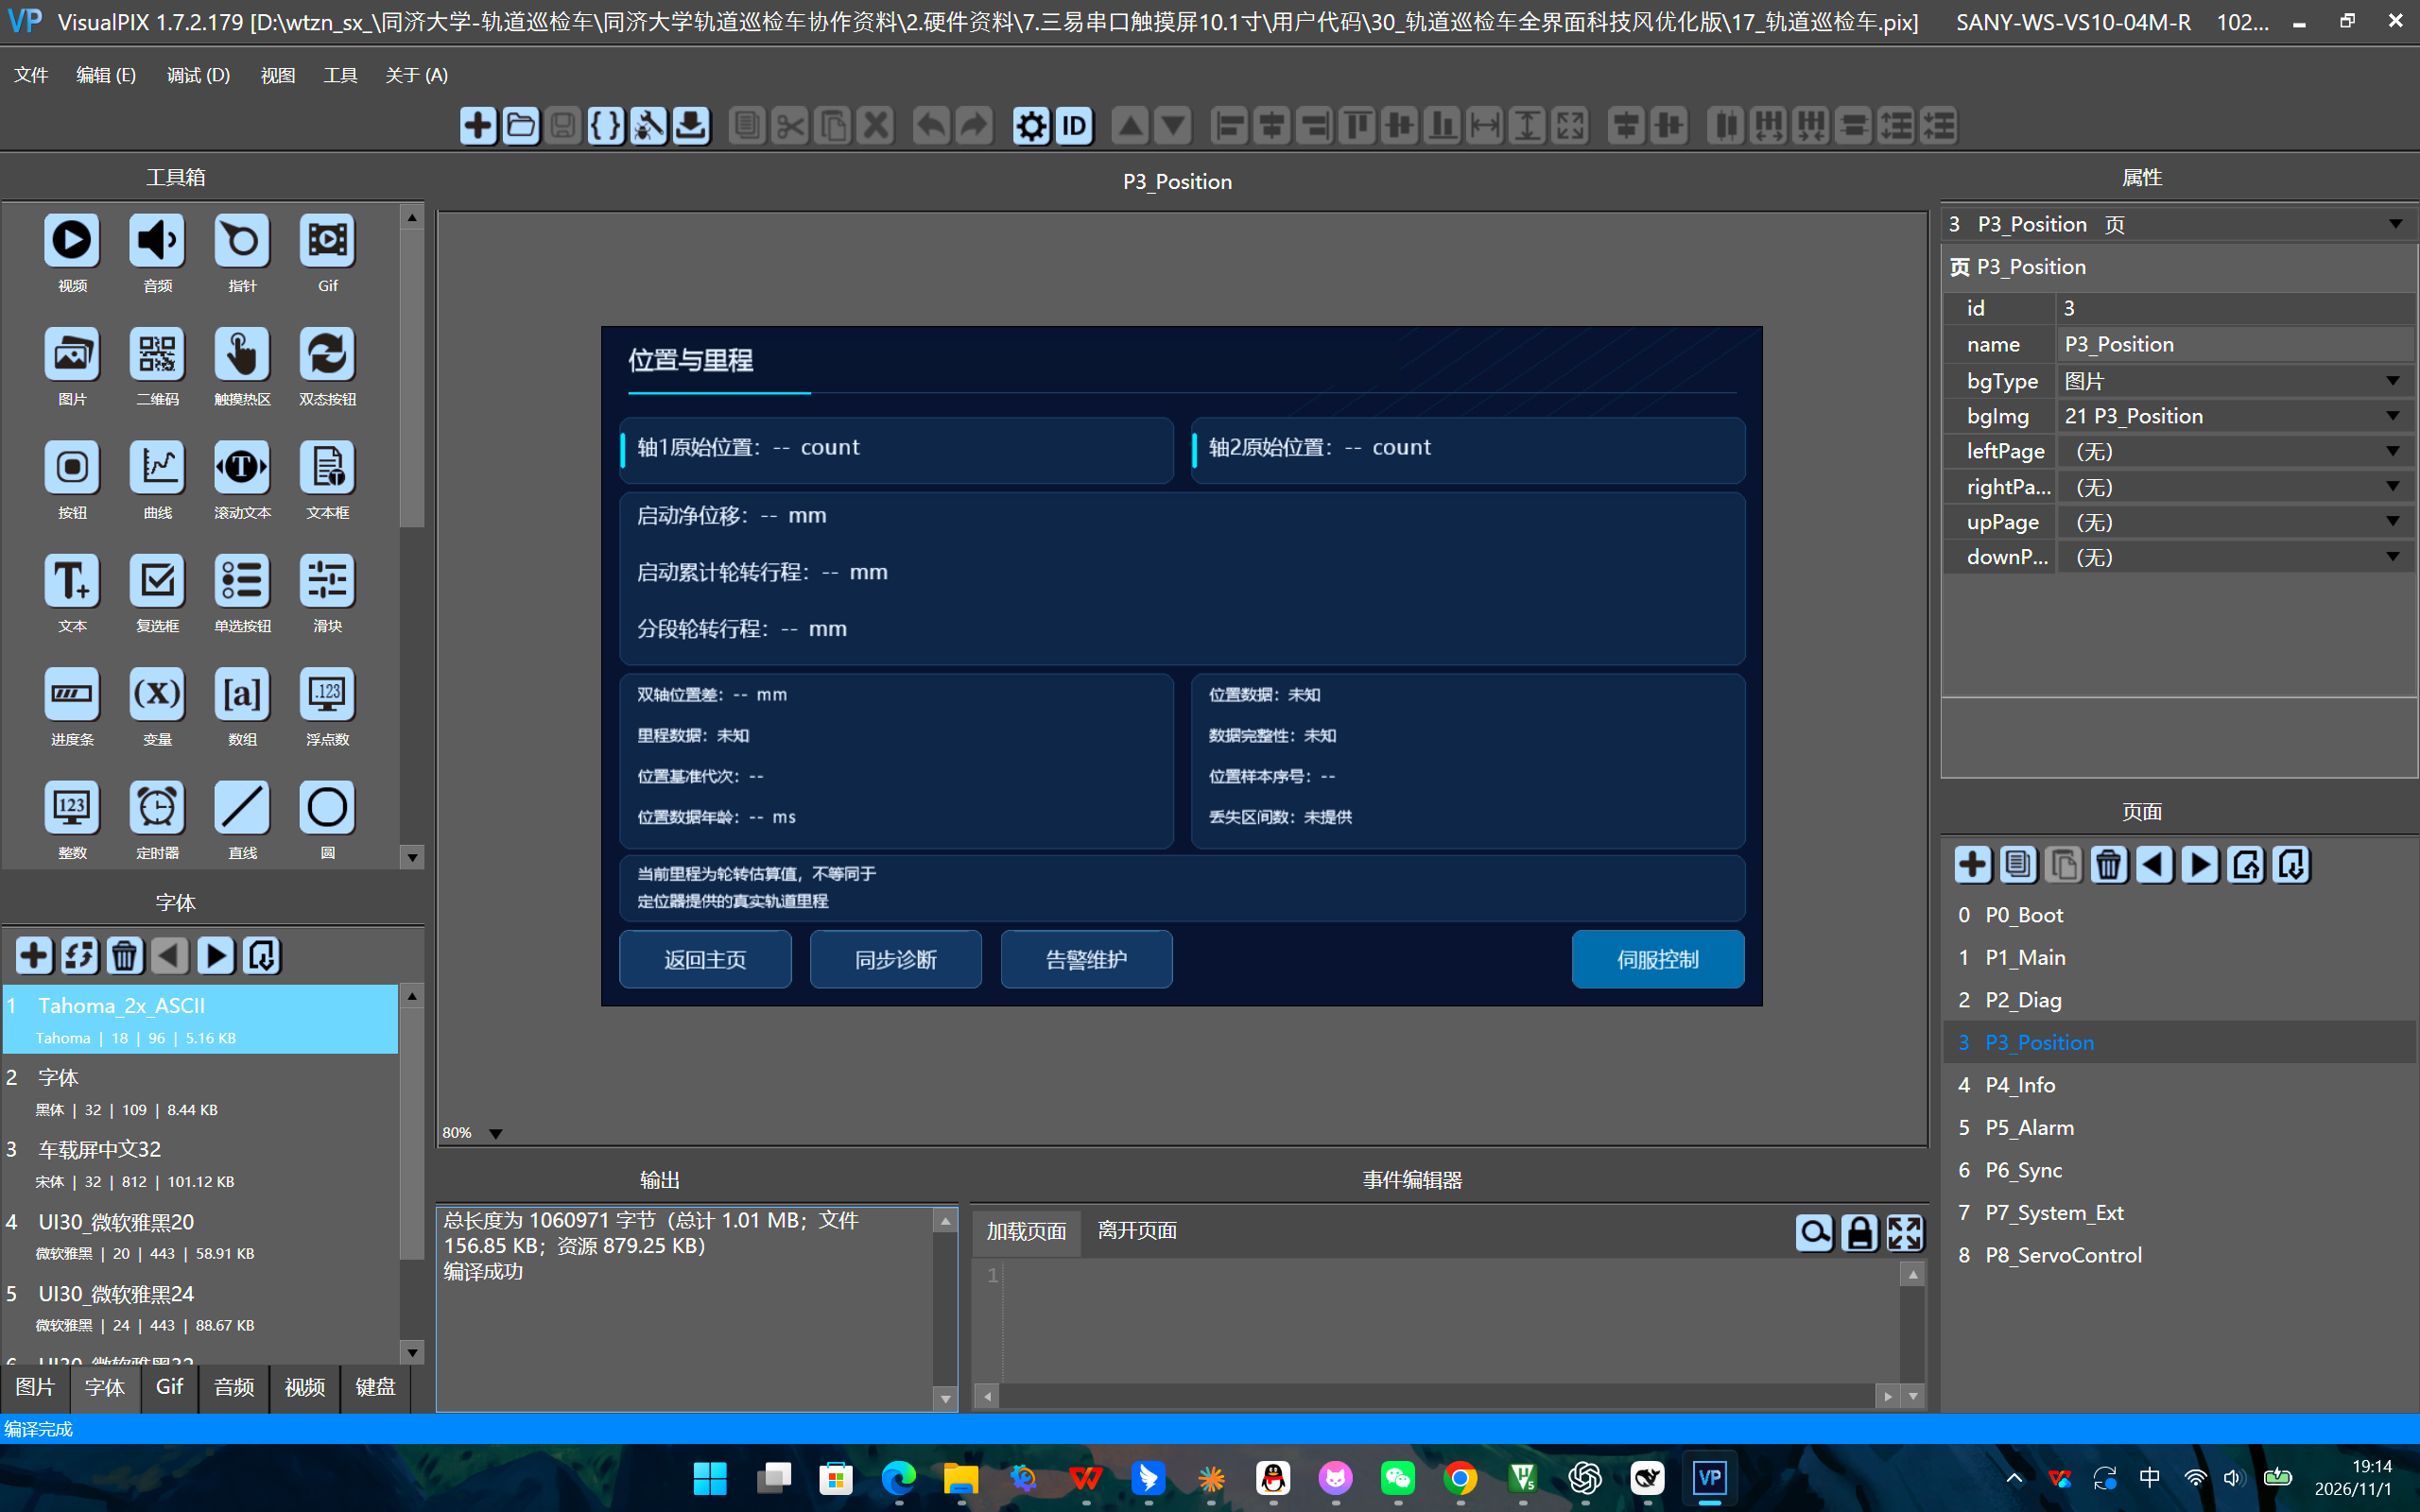 VP VisualPIX 1.7.2.179 [D:\wtzn_sx_\同济大学-轨道巡检车\同济大学轨道巡检车协作资料\2.硬件资料\7.三易串口触摸屏10.1寸\用户代码\30_轨道巡检车全界面科技风优化版\17_轨道巡检车.pix] SANY-WS-VS10-04M-R 102...
文件 编辑 (E) 调试 (D) 视图 工具 关于 (A)
ID
工具箱
视频 音频 指针 Gif
图片 二维码 触摸热区 双态按钮
按钮 曲线 滚动文本 文本框
文本 复选框 单选按钮 滑块
进度条 变量 数组 浮点数
整数 定时器 直线 圆
字体
1 Tahoma_2x_ASCII
Tahoma | 18 | 96 | 5.16 KB
2 字体
黑体 | 32 | 109 | 8.44 KB
3 车载屏中文32
宋体 | 32 | 812 | 101.12 KB
4 UI30_微软雅黑20
微软雅黑 | 20 | 443 | 58.91 KB
5 UI30_微软雅黑24
微软雅黑 | 24 | 443 | 88.67 KB
图片 字体 Gif 音频 视频 键盘
编译完成
P3_Position
位置与里程
轴1原始位置：-- count
轴2原始位置：-- count
启动净位移：-- mm
启动累计轮转行程：-- mm
分段轮转行程：-- mm
双轴位置差：-- mm
里程数据：未知
位置基准代次：--
位置数据年龄：-- ms
位置数据：未知
数据完整性：未知
位置样本序号：--
丢失区间数：未提供
当前里程为轮转估算值，不等同于
定位器提供的真实轨道里程
返回主页 同步诊断 告警维护 伺服控制
80%
输出
总长度为 1060971 字节（总计 1.01 MB；文件
156.85 KB；资源 879.25 KB）
编译成功
事件编辑器
加载页面 离开页面
1
属性
3 P3_Position 页
页 P3_Position
id 3
name P3_Position
bgType 图片
bgImg 21 P3_Position
leftPage （无）
rightPa... （无）
upPage （无）
downP... （无）
页面
0 P0_Boot
1 P1_Main
2 P2_Diag
3 P3_Position
4 P4_Info
5 P5_Alarm
6 P6_Sync
7 P7_System_Ext
8 P8_ServoControl
中
19:14
2026/11/1